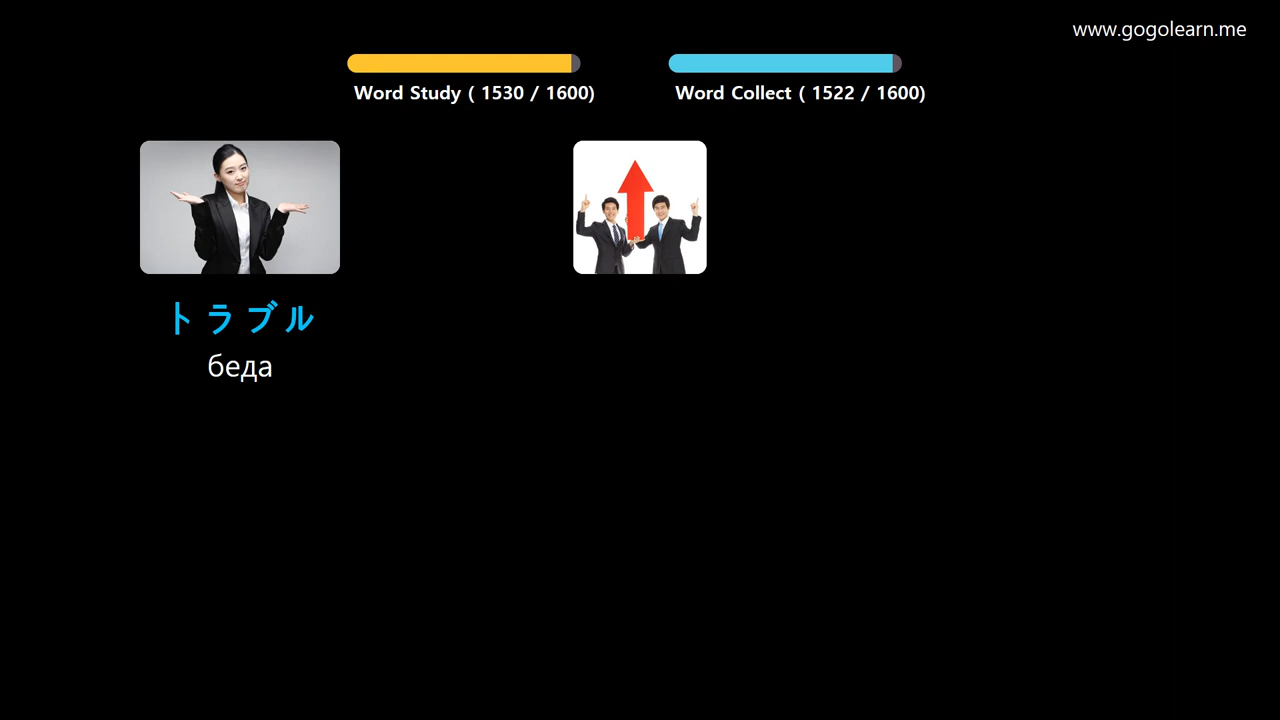 www.gogolearn.me
Word Study ( 1530 / 1600)
Word Collect ( 1522 / 1600)
トラブル
беда